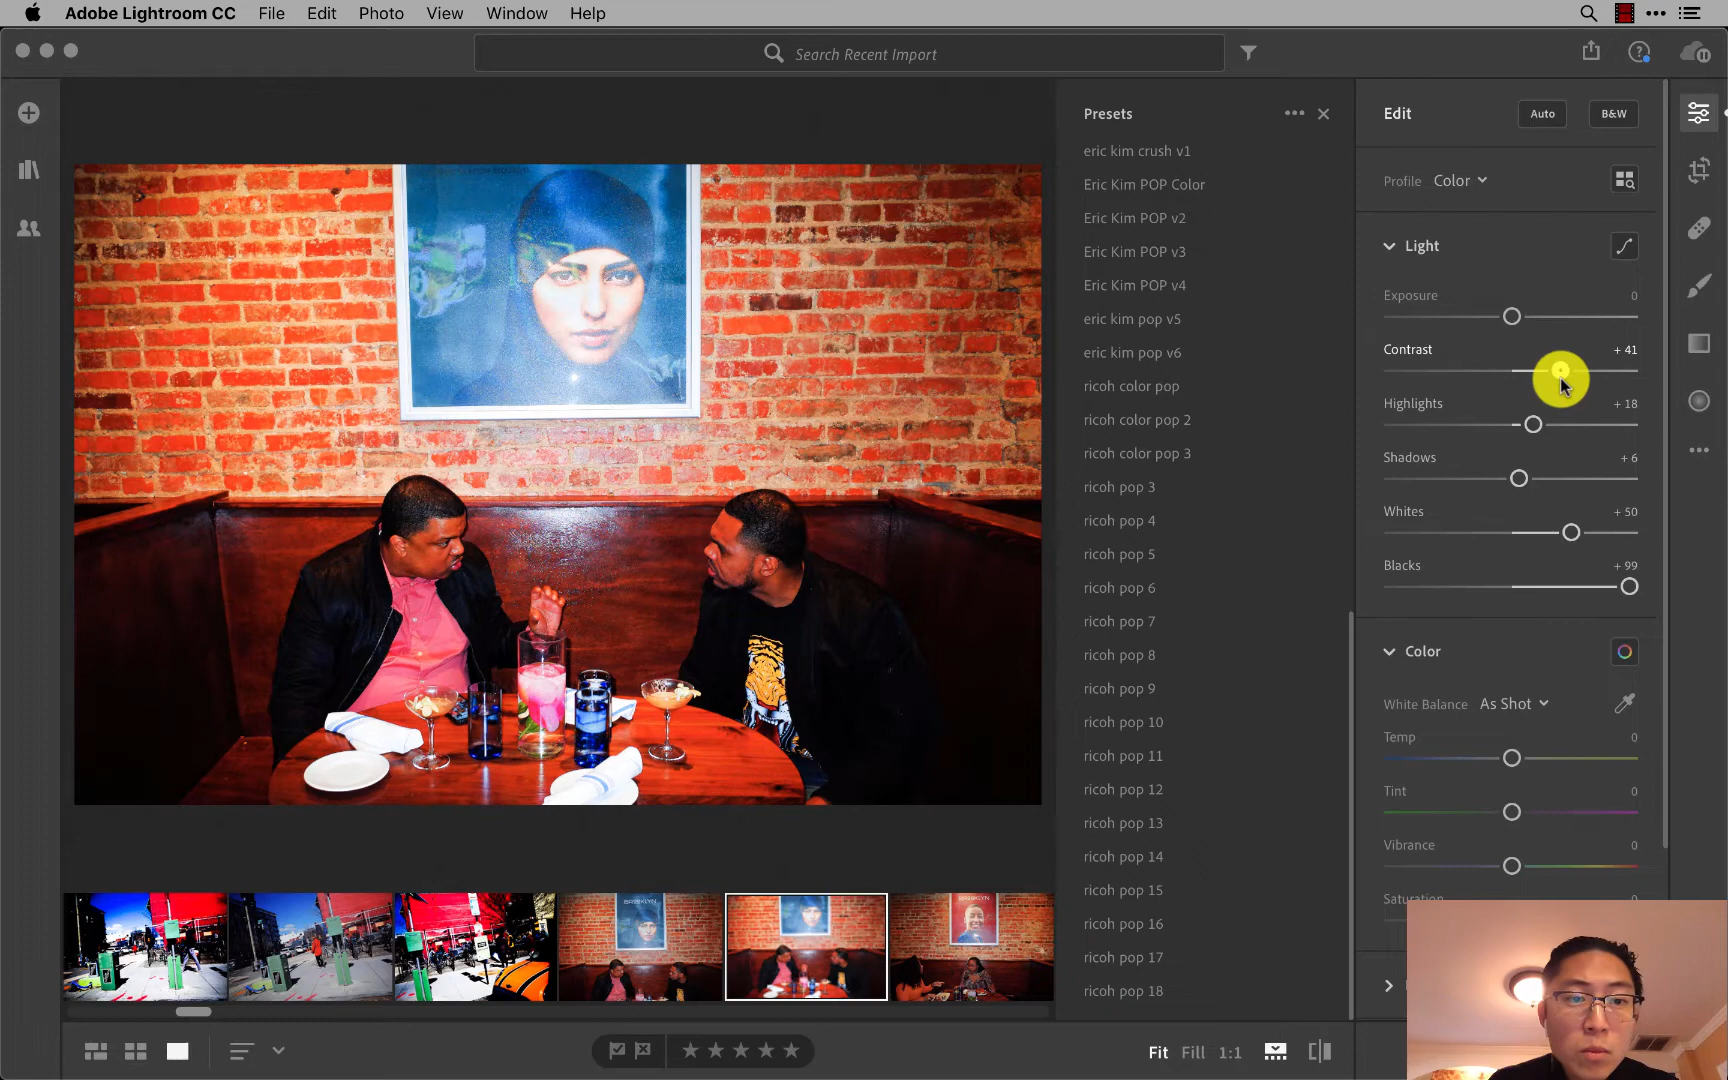 Adobe Lightroom CC File Edit Photo View Window Help
Search Recent Import
Presets
eric kim crush v1
Eric Kim POP Color
Eric Kim POP v2
Eric Kim POP v3
Eric Kim POP v4
eric kim pop v5
eric kim pop v6
ricoh color pop
ricoh color pop 2
ricoh color pop 3
ricoh pop 3
ricoh pop 4
ricoh pop 5
ricoh pop 6
ricoh pop 7
ricoh pop 8
ricoh pop 9
ricoh pop 10
ricoh pop 11
ricoh pop 12
ricoh pop 13
ricoh pop 14
ricoh pop 15
ricoh pop 16
ricoh pop 17
ricoh pop 18
Edit Auto B&W
Profile Color
Light
Exposure 0
Contrast + 41
Highlights + 18
Shadows + 6
Whites + 50
Blacks + 99
Color
White Balance As Shot
Temp 0
Tint 0
Vibrance 0
Saturation
Fit Fill 1:1